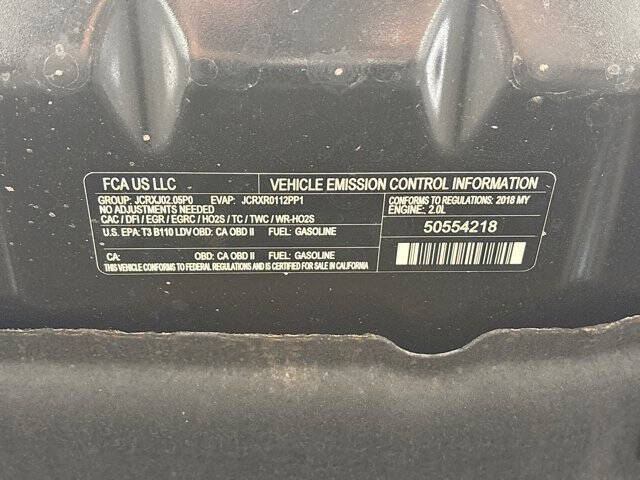 FCA US LLC VEHICLE EMISSION CONTROL INFORMATION
GROUP: JCRXJ02.05P0 EVAP: JCRXR0112PP1
NO ADJUSTMENTS NEEDED
CAC / DFI / EGR / EGRC / HO2S / TC / TWC / WR-HO2S
CONFORMS TO REGULATIONS: 2018 MY
ENGINE: 2.0L
U.S. EPA: T3 B110 LDV OBD: CA OBD II FUEL: GASOLINE
50554218
CA: OBD: CA OBD II FUEL: GASOLINE
THIS VEHICLE CONFORMS TO FEDERAL REGULATIONS AND IS CERTIFIED FOR SALE IN CALIFORNIA